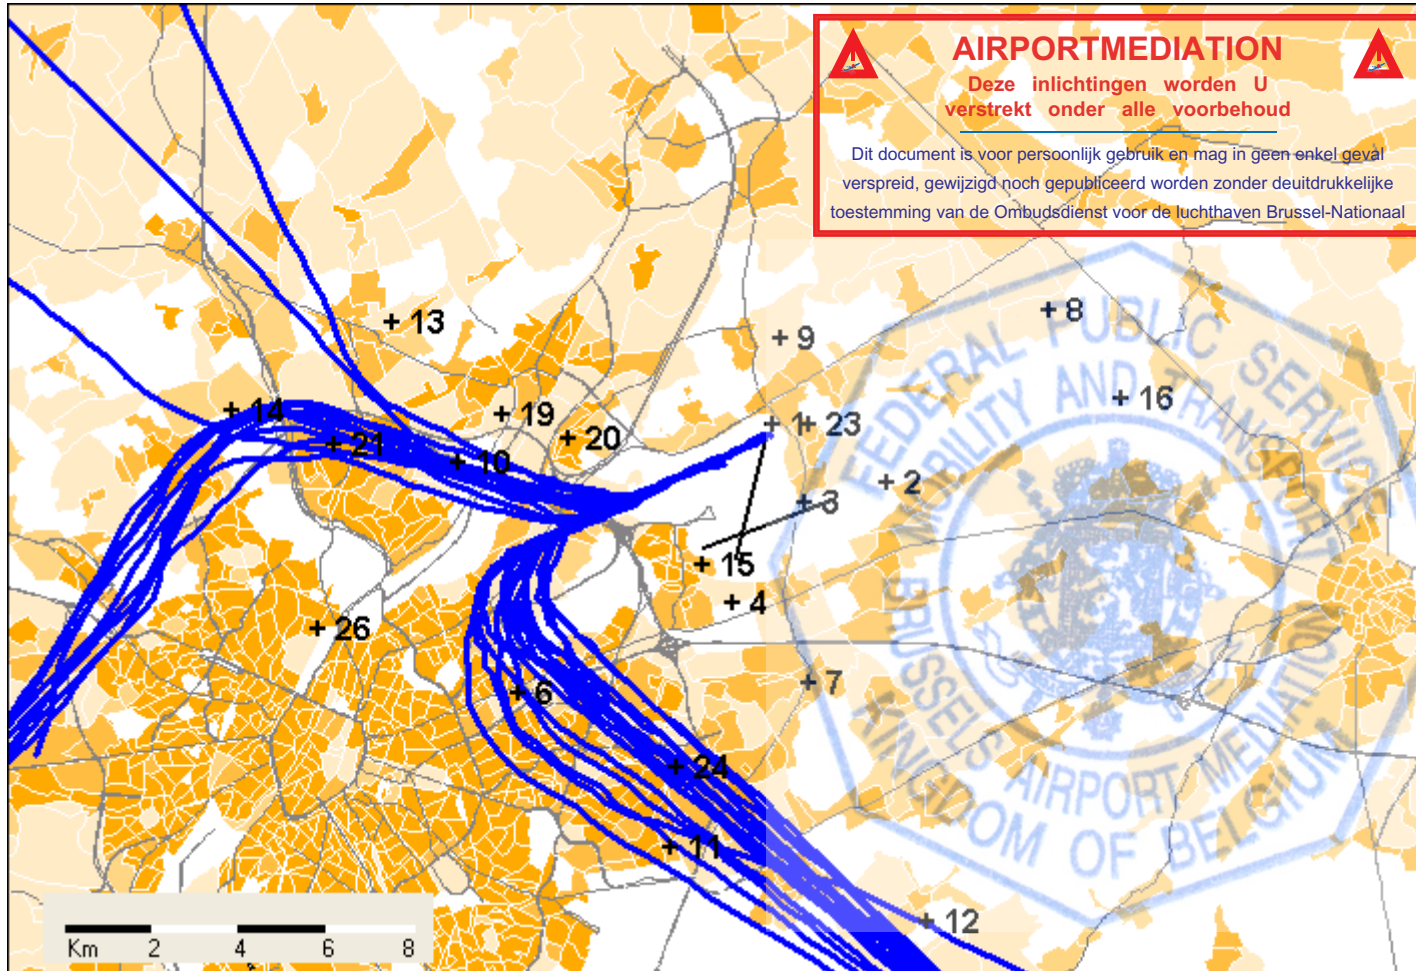 AIRPORTMEDIATION
Deze inlichtingen worden U
verstrekt onder alle voorbehoud
Dit document is voor persoonlijk gebruik en mag in geen enkel geval
verspreid, gewijzigd noch gepubliceerd worden zonder deuitdrukkelijke
toestemming van de Ombudsdienst voor de luchthaven Brussel-Nationaal
FEDERAL PUBLIC SERVICE
MOBILITY AND TRANSPORT
BRUSSELS AIRPORT MEDIATION
KINGDOM OF BELGIUM
8
13
9
16
14
19
1
23
20
21
10
2
3
15
4
26
7
6
24
11
12
Km 2 4 6 8